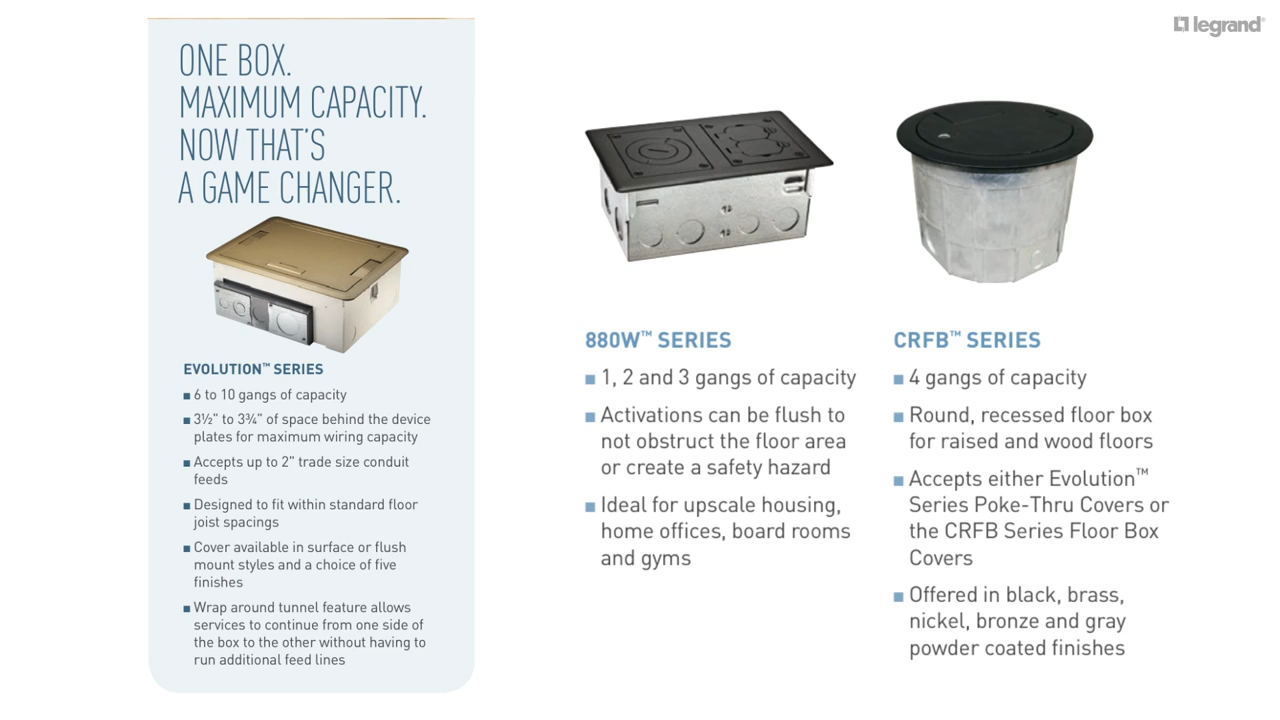 legrand®
ONE BOX.
MAXIMUM CAPACITY.
NOW THAT'S
A GAME CHANGER.
EVOLUTION™ SERIES
■ 6 to 10 gangs of capacity
■ 3½" to 3¾" of space behind the device
plates for maximum wiring capacity
■ Accepts up to 2" trade size conduit
feeds
■ Designed to fit within standard floor
joist spacings
■ Cover available in surface or flush
mount styles and a choice of five
finishes
■ Wrap around tunnel feature allows
services to continue from one side of
the box to the other without having to
run additional feed lines
880W™ SERIES
■ 1, 2 and 3 gangs of capacity
■ Activations can be flush to
not obstruct the floor area
or create a safety hazard
■ Ideal for upscale housing,
home offices, board rooms
and gyms
CRFB™ SERIES
■ 4 gangs of capacity
■ Round, recessed floor box
for raised and wood floors
■ Accepts either Evolution™
Series Poke-Thru Covers or
the CRFB Series Floor Box
Covers
■ Offered in black, brass,
nickel, bronze and gray
powder coated finishes